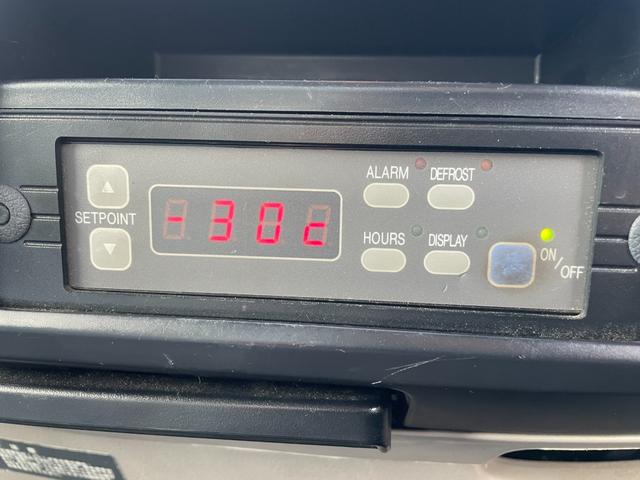 ALARM
DEFROST
SETPOINT
-30c
HOURS
DISPLAY
ON/OFF